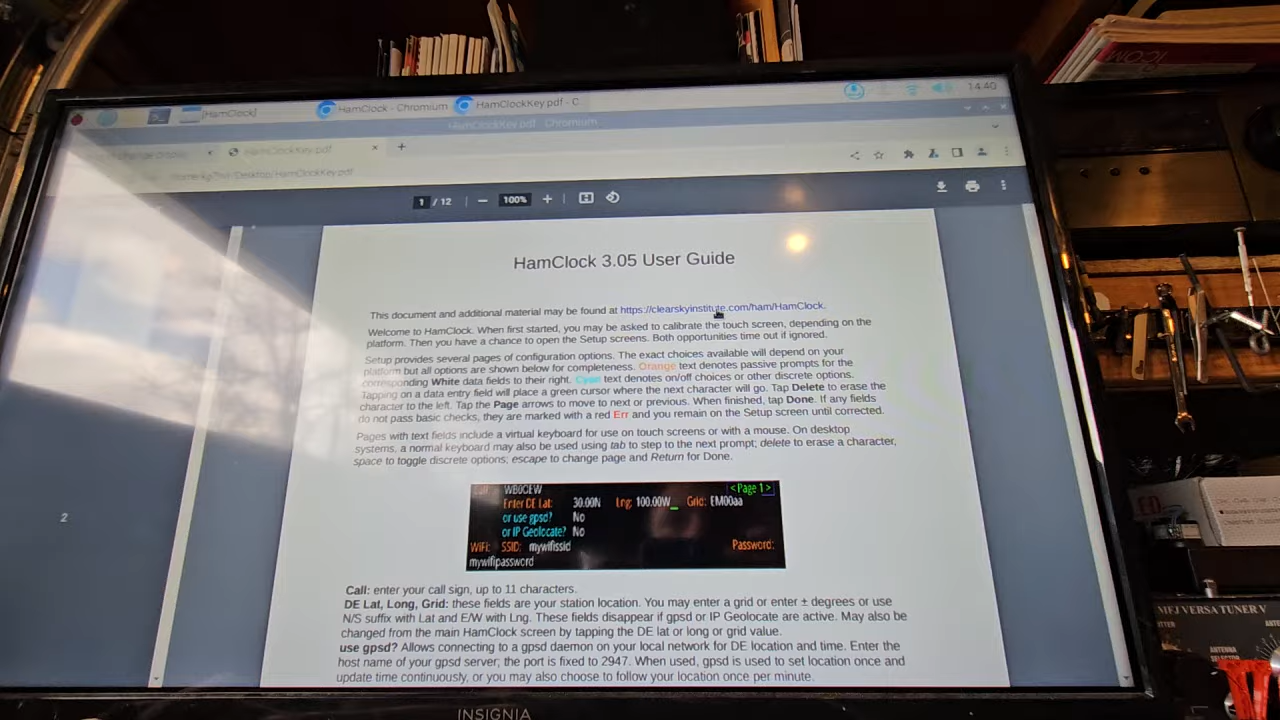 14:40
[HamClock]
HamClock - Chromium
HamClockKey.pdf - C
HamClockKey.pdf - Chromium
HamClockKey.pdf
1 / 12
100%
HamClock 3.05 User Guide
This document and additional material may be found at https://clearskyinstitute.com/ham/HamClock.
Welcome to HamClock. When first started, you may be asked to calibrate the touch screen, depending on the
platform. Then you have a chance to open the Setup screens. Both opportunities time out if ignored.
Setup provides several pages of configuration options. The exact choices available will depend on your
platform but all options are shown below for completeness. Orange text denotes passive prompts for the
corresponding White data fields to their right. Cyan text denotes on/off choices or other discrete options.
Tapping on a data entry field will place a green cursor where the next character will go. Tap Delete to erase the
character to the left. Tap the Page arrows to move to next or previous. When finished, tap Done. If any fields
do not pass basic checks, they are marked with a red Err and you remain on the Setup screen until corrected.
Pages with text fields include a virtual keyboard for use on touch screens or with a mouse. On desktop
systems, a normal keyboard may also be used using tab to step to the next prompt; delete to erase a character,
space to toggle discrete options; escape to change page and Return for Done.
WB0CEW
<Page 1>
Enter DE Lat: 30.00N Lng: 100.00W_ Grid: EM00aa
or use gpsd? No
or IP Geolocate? No
WiFi: SSID: mywifissid Password:
mywifipassword
Call: enter your call sign, up to 11 characters.
DE Lat, Long, Grid: these fields are your station location. You may enter a grid or enter ± degrees or use
N/S suffix with Lat and E/W with Lng. These fields disappear if gpsd or IP Geolocate are active. May also be
changed from the main HamClock screen by tapping the DE lat or long or grid value.
use gpsd? Allows connecting to a gpsd daemon on your local network for DE location and time. Enter the
host name of your gpsd server; the port is fixed to 2947. When used, gpsd is used to set location once and
update time continuously, or you may also choose to follow your location once per minute.
2
INSIGNIA
ICOM
MFJ VERSA TUNER V
ANTENNA
SELECTOR